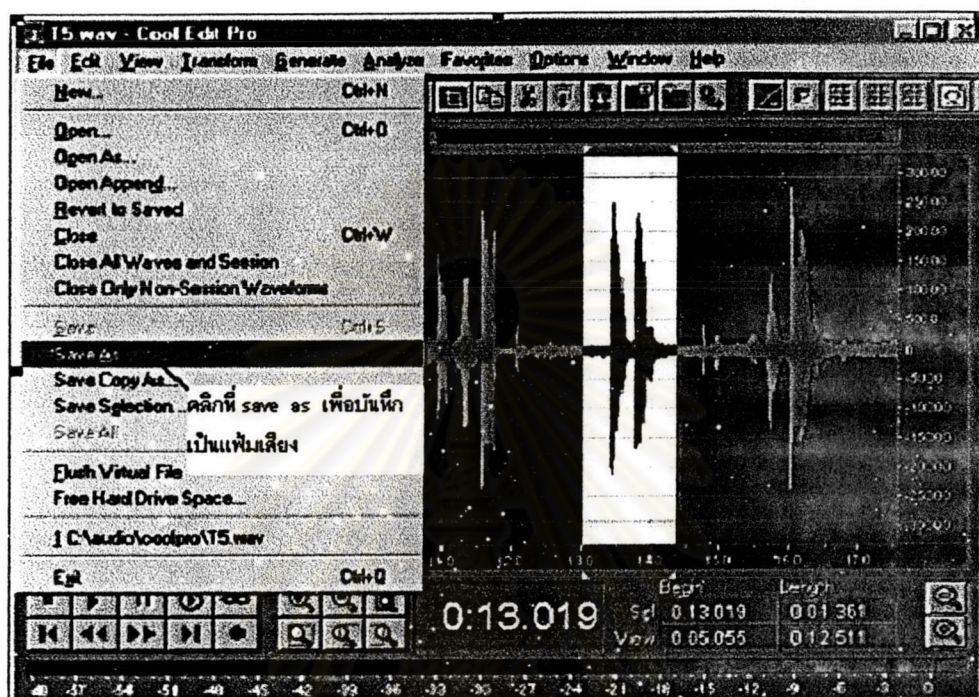 T5.wav - Cool Edit Pro
File Edit View Transform Generate Analyze Favorites Options Window Help
New... Ctrl+N
Open... Ctrl+O
Open As...
Open Append...
Revert to Saved
Close Ctrl+W
Close All Waves and Session
Close Only Non-Session Waveforms
Save Ctrl+S
Save As
Save Copy As...
Save Selection...
Save All
คลิกที่ save as เพื่อบันทึก
เป็นแฟ้มเสียง
Flush Virtual File
Free Hard Drive Space...
1 C:\audio\coolpro\T5.wav
Exit Ctrl+Q
0:13.019
Begin Length
Sel 0:13.019 0:01.361
View 0:05.055 0:12.511